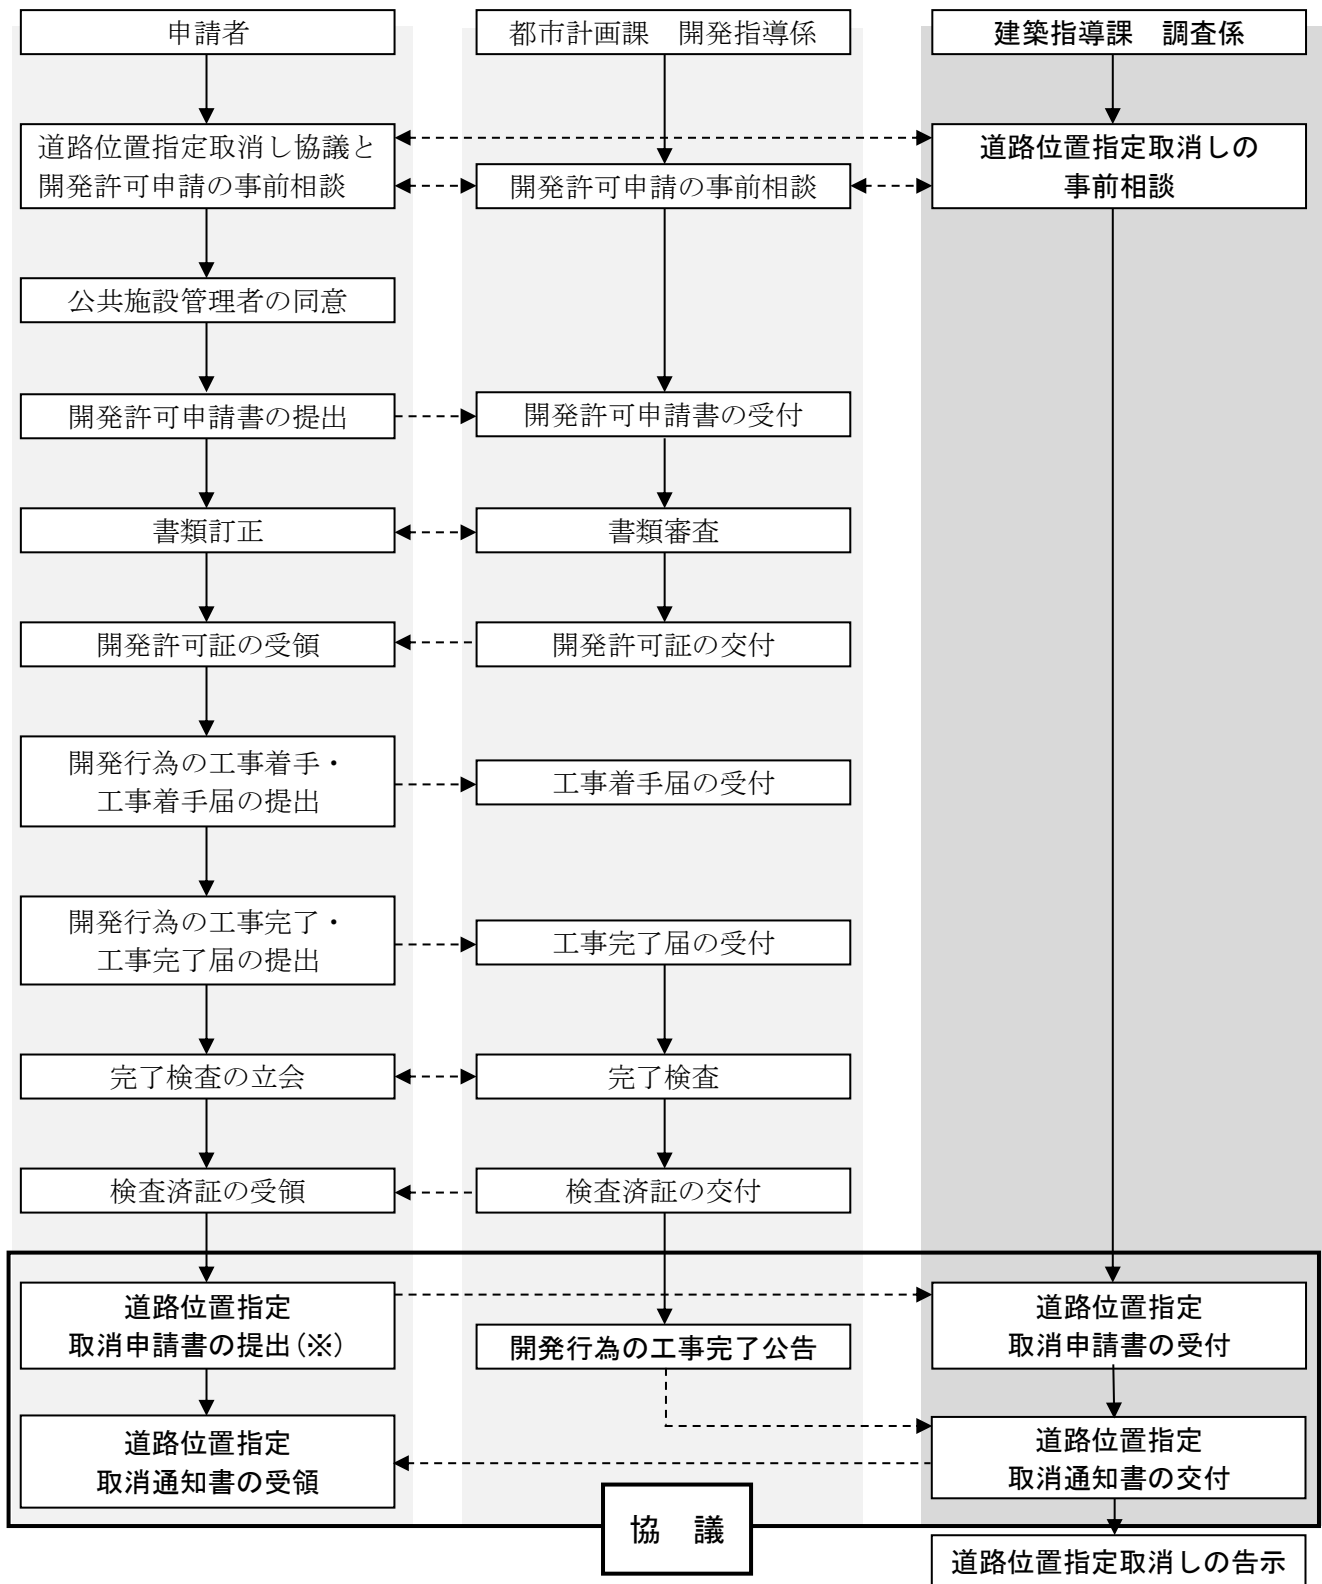 申請者
都市計画課　開発指導係
建築指導課　調査係
道路位置指定取消し協議と
開発許可申請の事前相談
開発許可申請の事前相談
道路位置指定取消しの
事前相談
公共施設管理者の同意
開発許可申請書の提出
開発許可申請書の受付
書類訂正
書類審査
開発許可証の受領
開発許可証の交付
開発行為の工事着手・
工事着手届の提出
工事着手届の受付
開発行為の工事完了・
工事完了届の提出
工事完了届の受付
完了検査の立会
完了検査
検査済証の受領
検査済証の交付
道路位置指定
取消申請書の提出(※)
開発行為の工事完了公告
道路位置指定
取消申請書の受付
道路位置指定
取消通知書の受領
道路位置指定
取消通知書の交付
協　議
道路位置指定取消しの告示